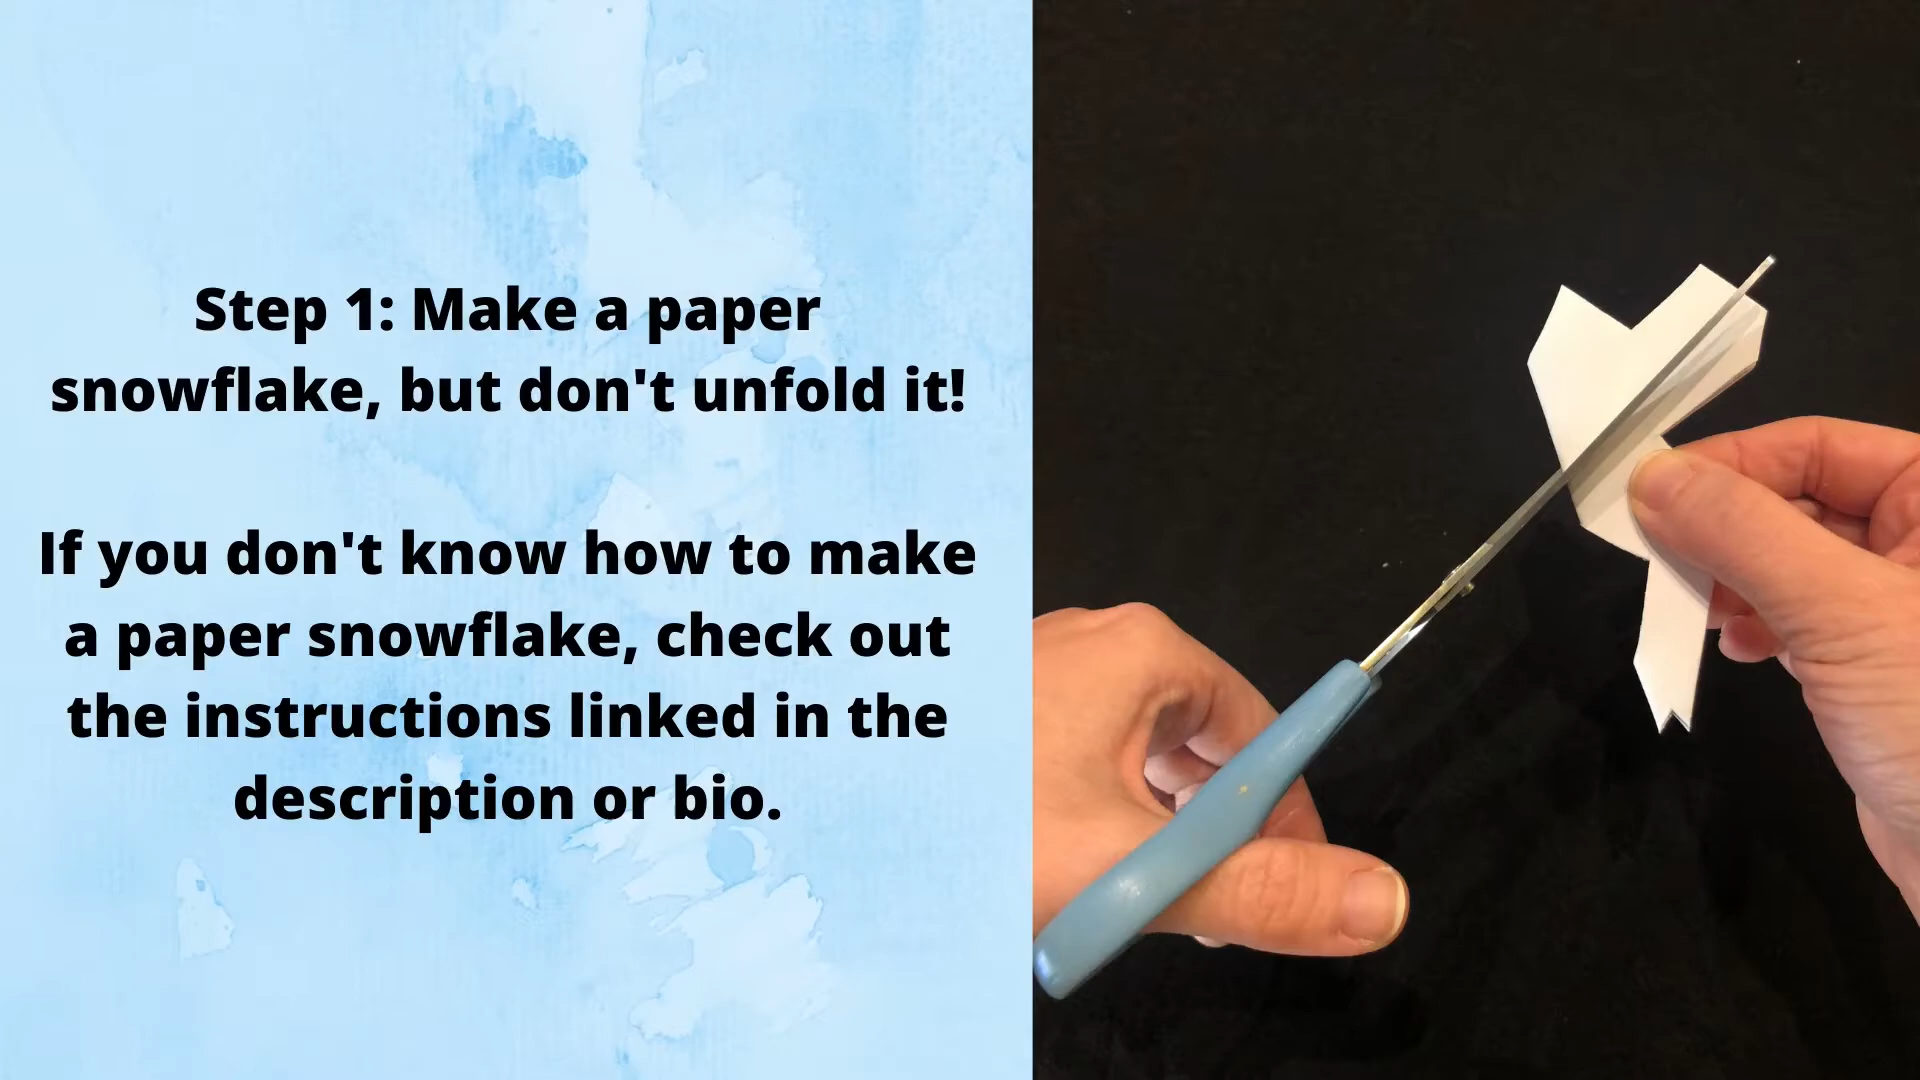 Step 1: Make a paper
snowflake, but don't unfold it!
If you don't know how to make
a paper snowflake, check out
the instructions linked in the
description or bio.